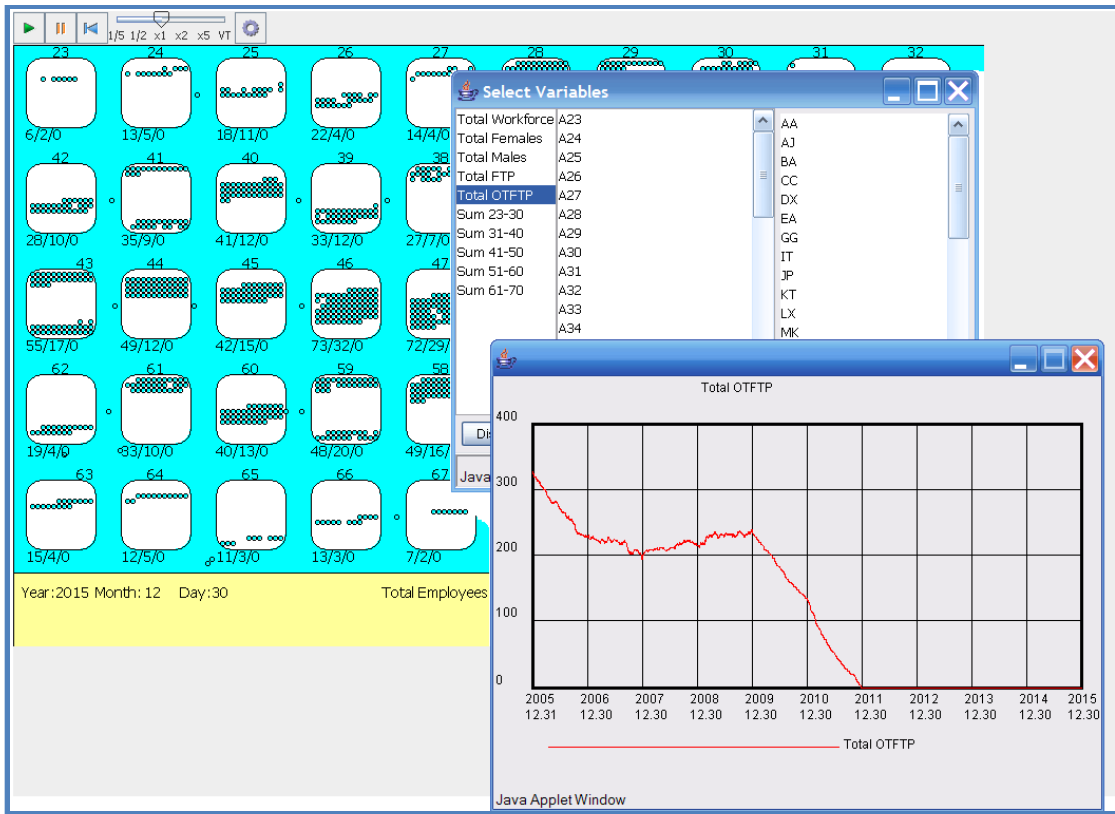 1/5 1/2 x1 x2 x5 VT
23 24 25 26 27 28 29 30 31 32
6/2/0 13/5/0 18/11/0 22/4/0 14/4/0
42 41 40 39 38
28/10/0 35/9/0 41/12/0 33/12/0 27/7/0
43 44 45 46 47
55/17/0 49/12/0 42/15/0 73/32/0 72/29/
62 61 60 59 58
19/4/0 33/10/0 40/13/0 48/20/0 49/16/
63 64 65 66 67
15/4/0 12/5/0 11/3/0 13/3/0 7/2/0
Year:2015 Month: 12 Day:30 Total Employees
Select Variables
Total Workforce
Total Females
Total Males
Total FTP
Total OTFTP
Sum 23-30
Sum 31-40
Sum 41-50
Sum 51-60
Sum 61-70
A23
A24
A25
A26
A27
A28
A29
A30
A31
A32
A33
A34
AA
AJ
BA
CC
DX
EA
GG
IT
JP
KT
LX
MK
Di
Java
Total OTFTP
400
300
200
100
0
2005 2006 2007 2008 2009 2010 2011 2012 2013 2014 2015
12.31 12.30 12.30 12.30 12.30 12.30 12.30 12.30 12.30 12.30 12.30
Total OTFTP
Java Applet Window